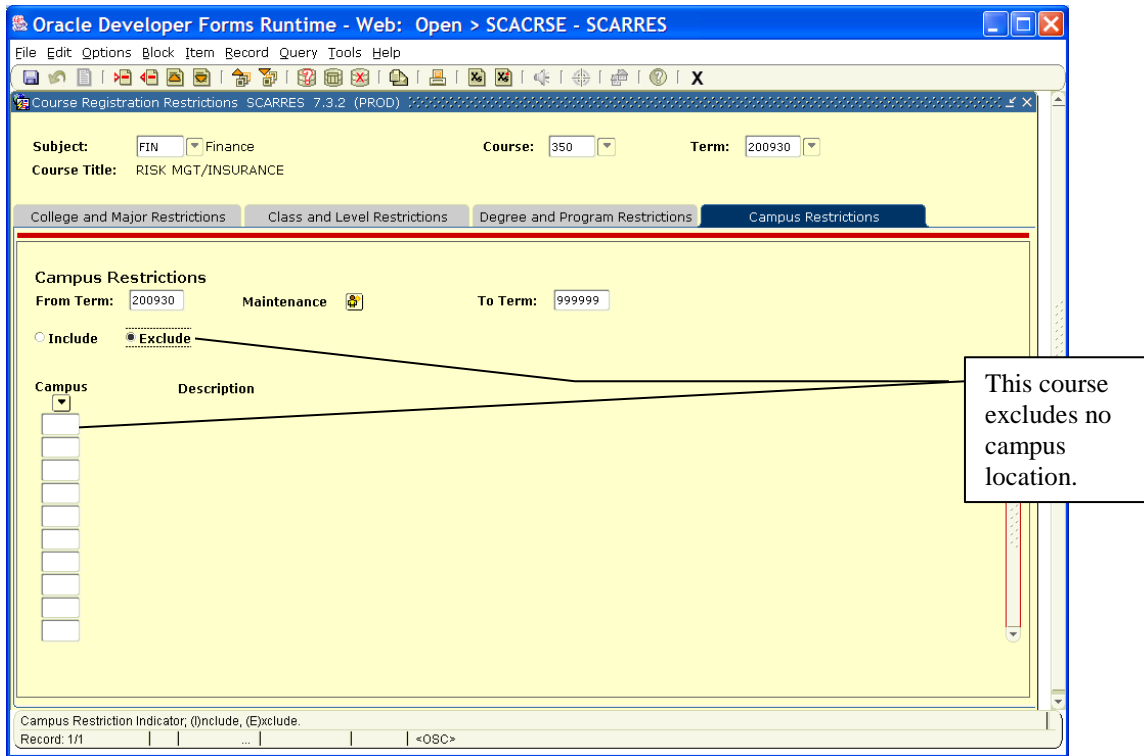 Oracle Developer Forms Runtime - Web: Open > SCACRSE - SCARRES
File Edit Options Block Item Record Query Tools Help
X
Course Registration Restrictions SCARRES 7.3.2 (PROD)
Subject: FIN Finance Course: 350 Term: 200930
Course Title: RISK MGT/INSURANCE
College and Major Restrictions Class and Level Restrictions Degree and Program Restrictions Campus Restrictions
Campus Restrictions
From Term: 200930 Maintenance To Term: 999999
Include Exclude
Campus Description
This course
excludes no
campus
location.
Campus Restriction Indicator; (I)nclude, (E)xclude.
Record: 1/1 ... <OSC>